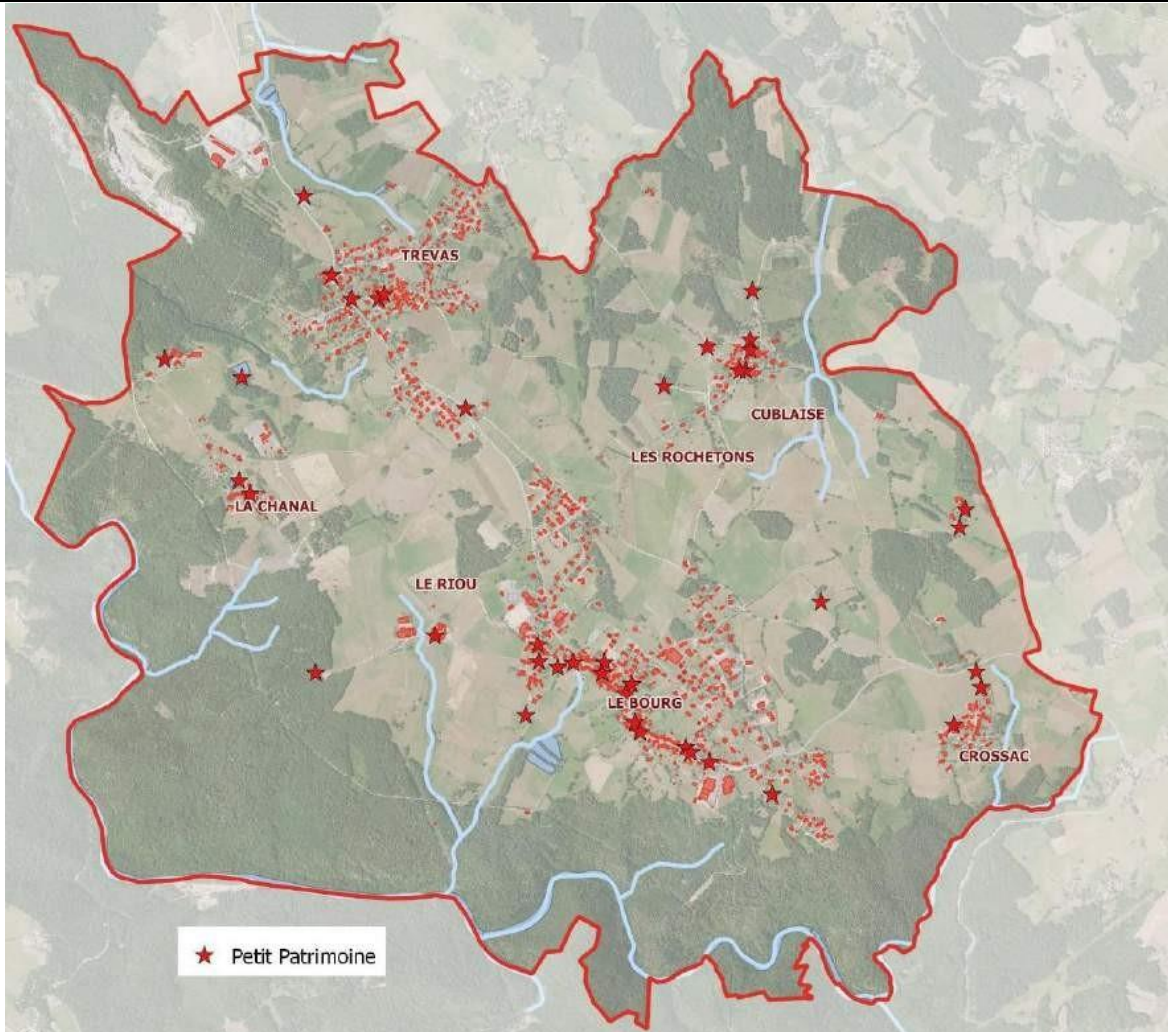 TREVAS
CUBLAISE
LES ROCHETONS
LA CHANAL
LE RIOU
LE BOURG
CROSSAC
Petit Patrimoine